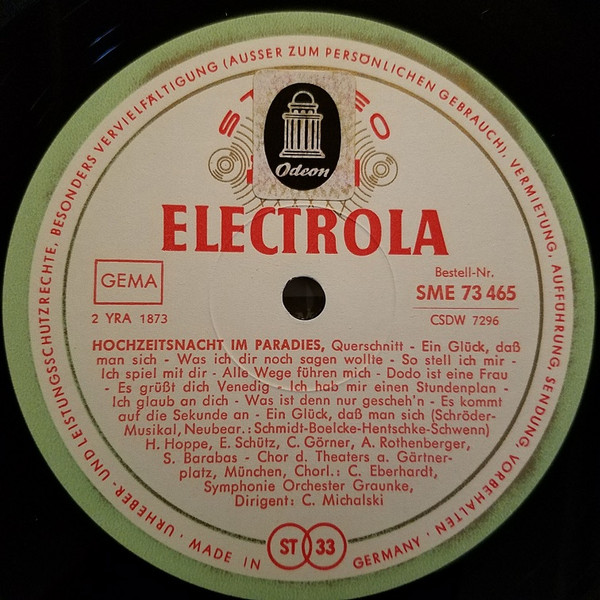 URHEBER- UND LEISTUNGSSCHUTZRECHTE, BESONDERS VERVIELFÄLTIGUNG (AUSSER ZUM PERSÖNLICHEN GEBRAUCH), VERMIETUNG, AUFFÜHRUNG, SENDUNG, VORBEHALTEN · MADE IN GERMANY ·
ST EO
Odeon
ELECTROLA
GEMA
2 YRA 1873
Bestell-Nr.
SME 73 465
CSDW 7296
HOCHZEITSNACHT IM PARADIES, Querschnitt - Ein Glück, daß
man sich - Was ich dir noch sagen wollte - So stell ich mir -
Ich spiel mit dir - Alle Wege führen mich - Dodo ist eine Frau
- Es grüßt dich Venedig - Ich hab mir einen Stundenplan -
Ich glaub an dich - Was ist denn nur gescheh'n - Es kommt
auf die Sekunde an - Ein Glück, daß man sich (Schröder-
Musikal, Neubear.: Schmidt-Boelcke-Hentschke-Schwenn)
H. Hoppe, E. Schütz, C. Görner, A. Rothenberger,
S. Barabas - Chor d. Theaters a. Gärtner-
platz, München, Chorl.: C. Eberhardt,
Symphonie Orchester Graunke,
Dirigent: C. Michalski
ST 33